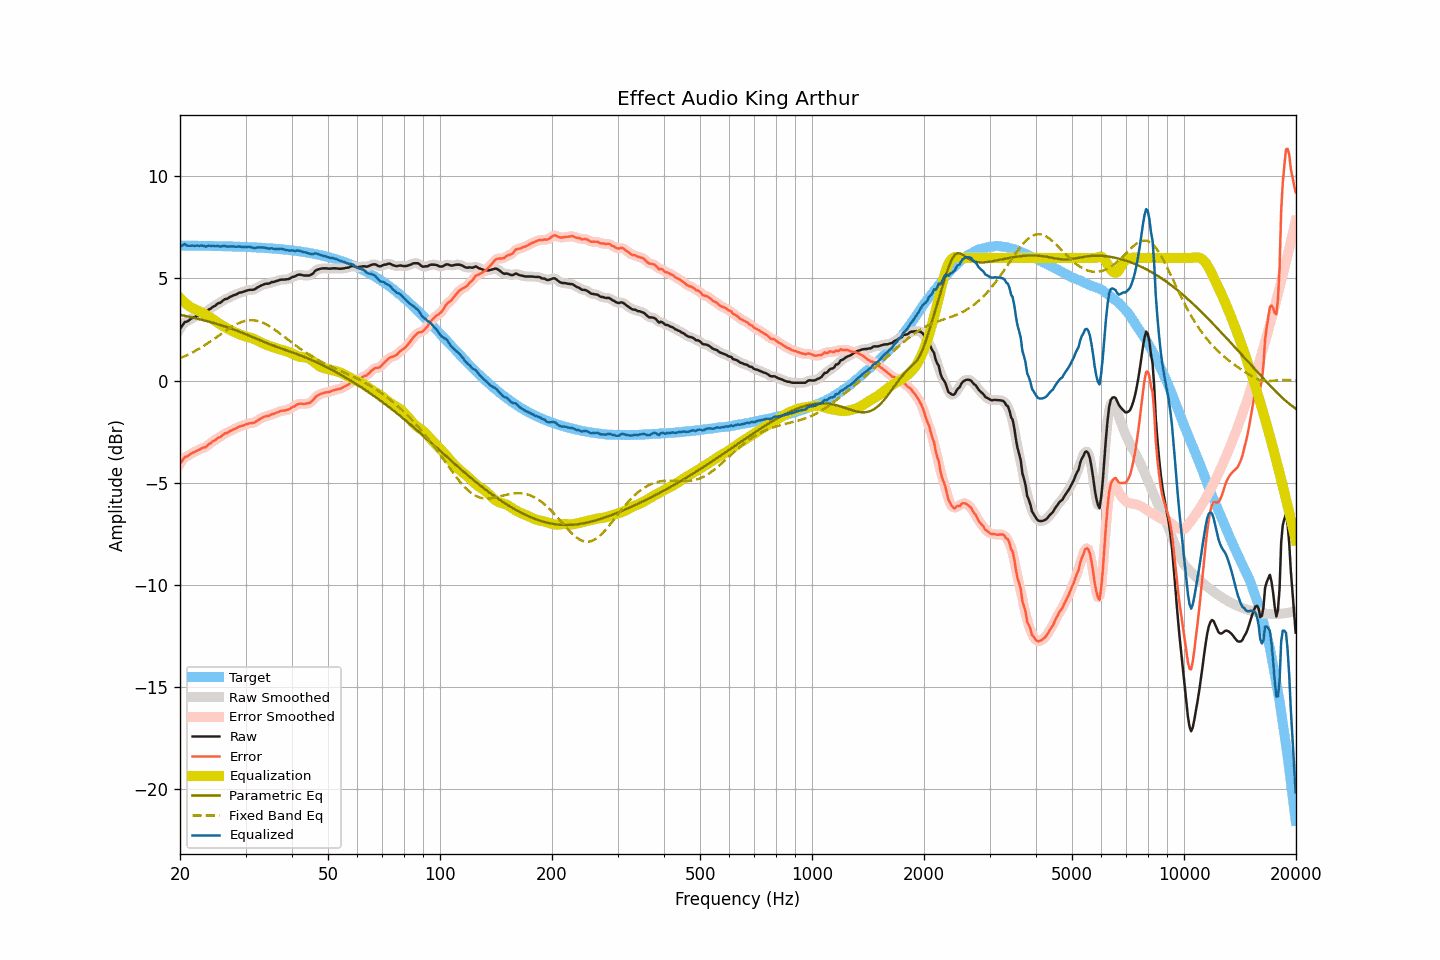 Effect Audio King Arthur
Amplitude (dBr)
10
5
0
−5
−10
−15
−20
Target
Raw Smoothed
Error Smoothed
Raw
Error
Equalization
Parametric Eq
Fixed Band Eq
Equalized
20 50 100 200 500 1000 2000 5000 10000 20000
Frequency (Hz)